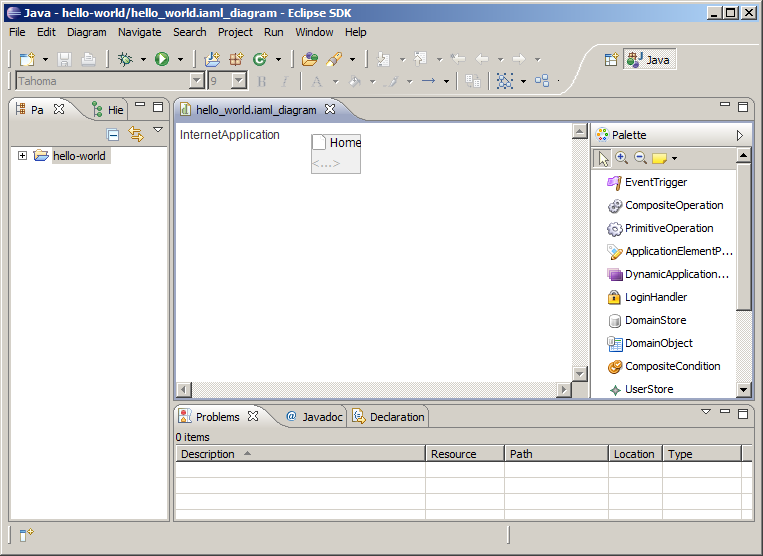 Java - hello-world/hello_world.iaml_diagram - Eclipse SDK
File Edit Diagram Navigate Search Project Run Window Help
Java
Tahoma 9 B I A
Pa Hie
hello-world
hello_world.iaml_diagram
InternetApplication
Home
<...>
Palette
EventTrigger
CompositeOperation
PrimitiveOperation
ApplicationElementP...
DynamicApplication...
LoginHandler
DomainStore
DomainObject
CompositeCondition
UserStore
Problems @ Javadoc Declaration
0 items
Description Resource Path Location Type